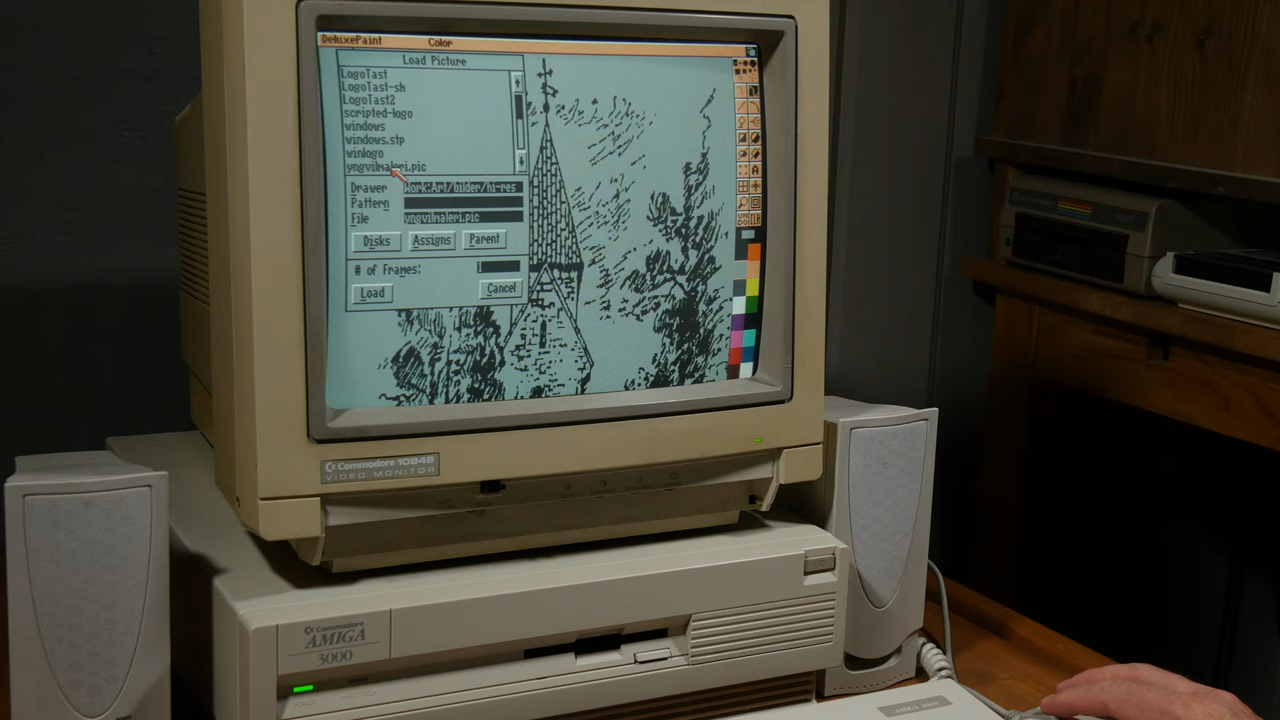 DeluxePaint Color
Load Picture
LogoTast
LogoTast-sh
LogoTast2
scripted-logo
windows
windows.stp
winlogo
yngvilmaleri.pic
Drawer Work:Art/bilder/hi-res
Pattern
File yngvilmaleri.pic
Disks Assigns Parent
# of Frames:
Load Cancel
Commodore 1084S
VIDEO MONITOR
Commodore
AMIGA
3000
POWER